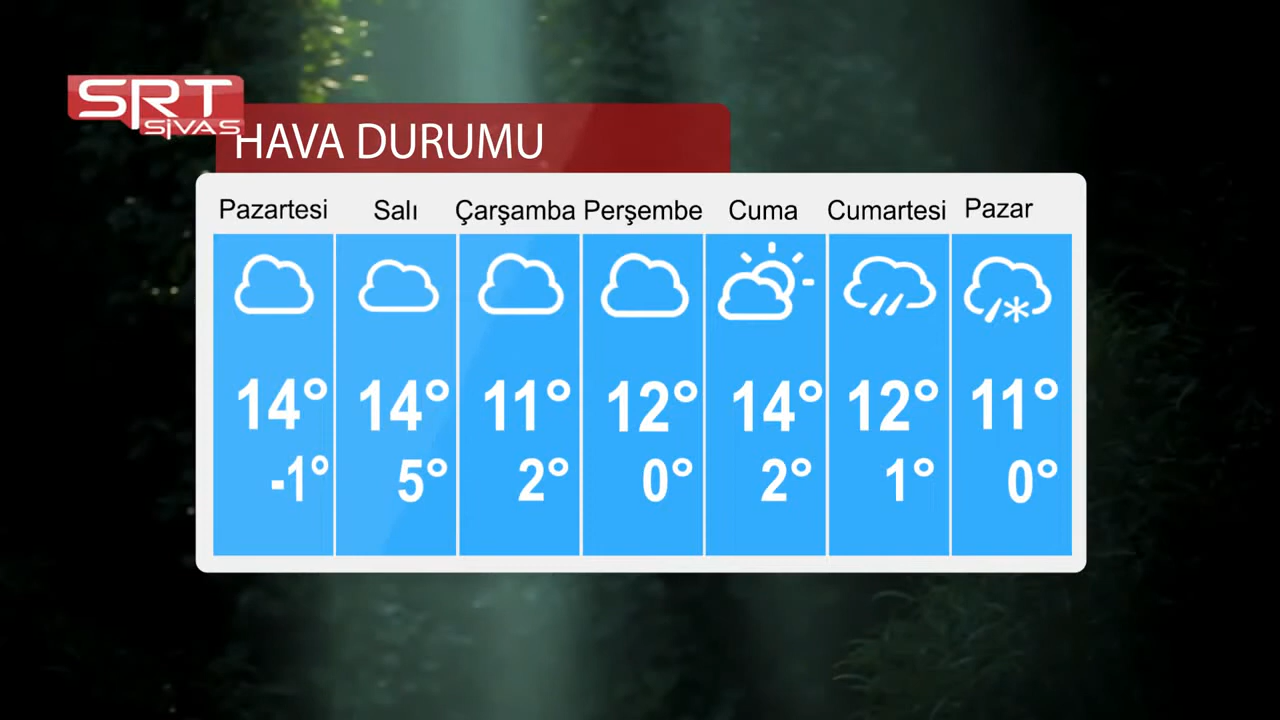 SRT
SİVAS
HAVA DURUMU
Pazartesi Salı Çarşamba Perşembe Cuma Cumartesi Pazar
14° 14° 11° 12° 14° 12° 11°
-1° 5° 2° 0° 2° 1° 0°